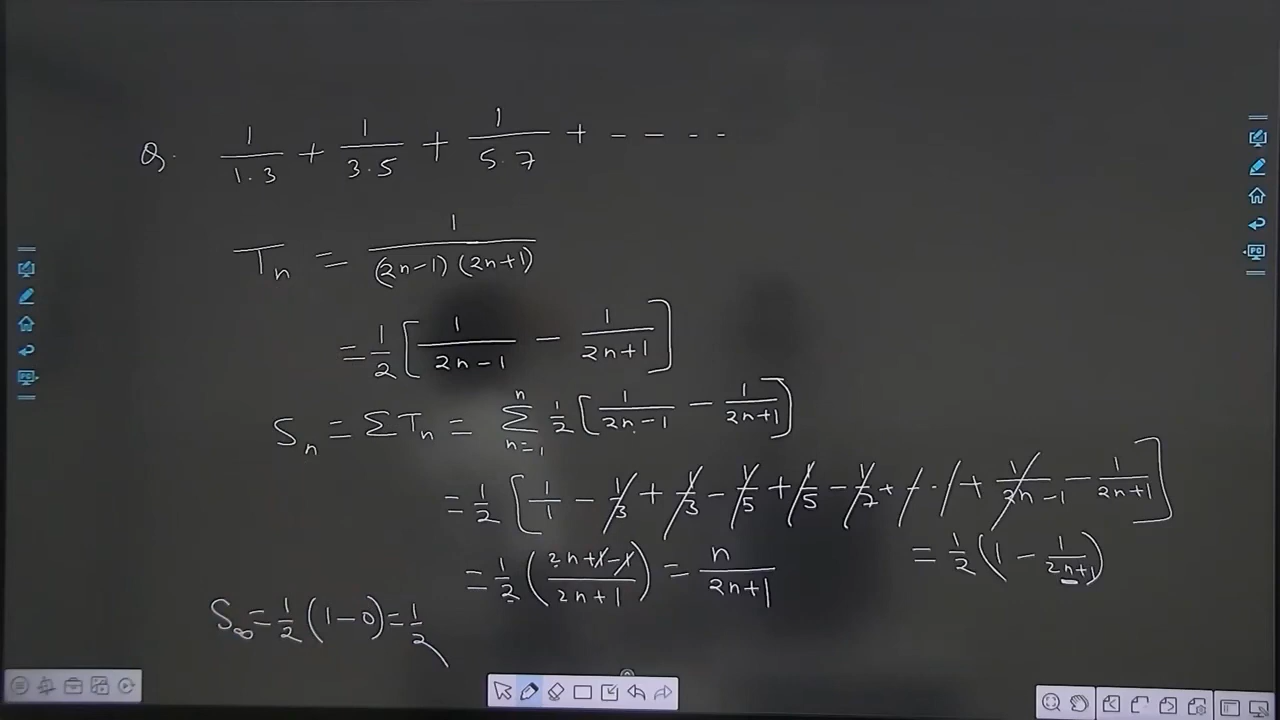 Q. 1/1.3 + 1/3.5 + 1/5.7 + - - - -
Tn = 1/(2n-1)(2n+1)
= 1/2 [ 1/2n-1 - 1/2n+1 ]
Sn = ΣTn = Σ n n=1 1/2 [ 1/2n-1 - 1/2n+1 ]
= 1/2 [ 1/1 - 1/3 + 1/3 - 1/5 + 1/5 - 1/7 + - - - + 1/2n-1 - 1/2n+1 ]
= 1/2 ( 2n+1-1/2n+1 ) = n/2n+1 = 1/2 ( 1 - 1/2n+1 )
S∞ = 1/2 ( 1-0 ) = 1/2